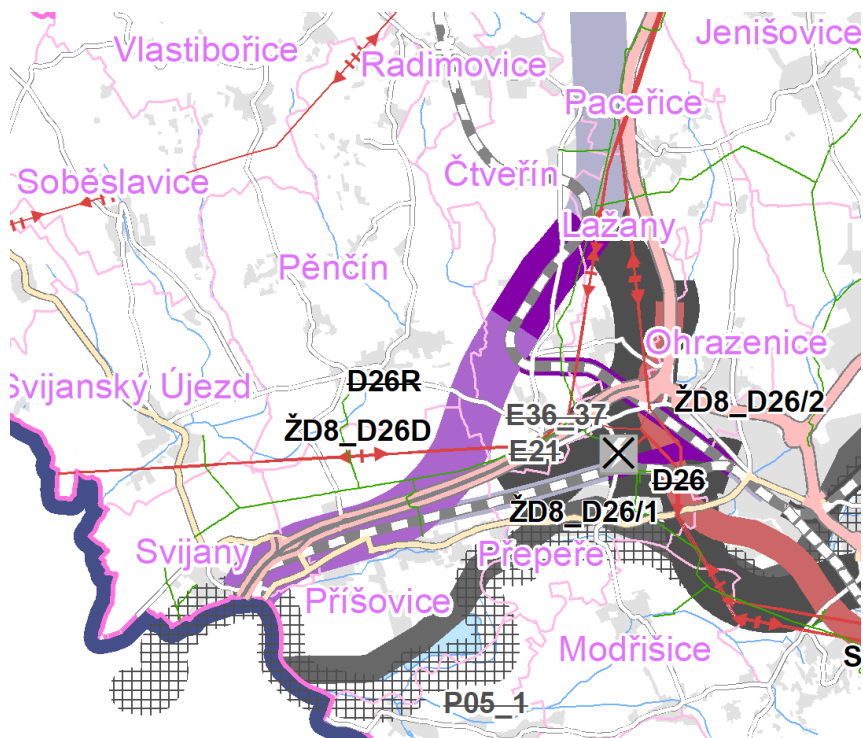 Vlastibořice
Jenišovice
Radimovice
Paceřice
Čtveřín
Soběslavice
Lažany
Pěnčín
Ohrazenice
D26R
Svijanský Újezd
ŽD8_D26/2
E36_37
ŽD8_D26D
E21
D26
ŽD8_D26/1
Svijany
Přepeře
Příšovice
Modřišice
S
P05_1